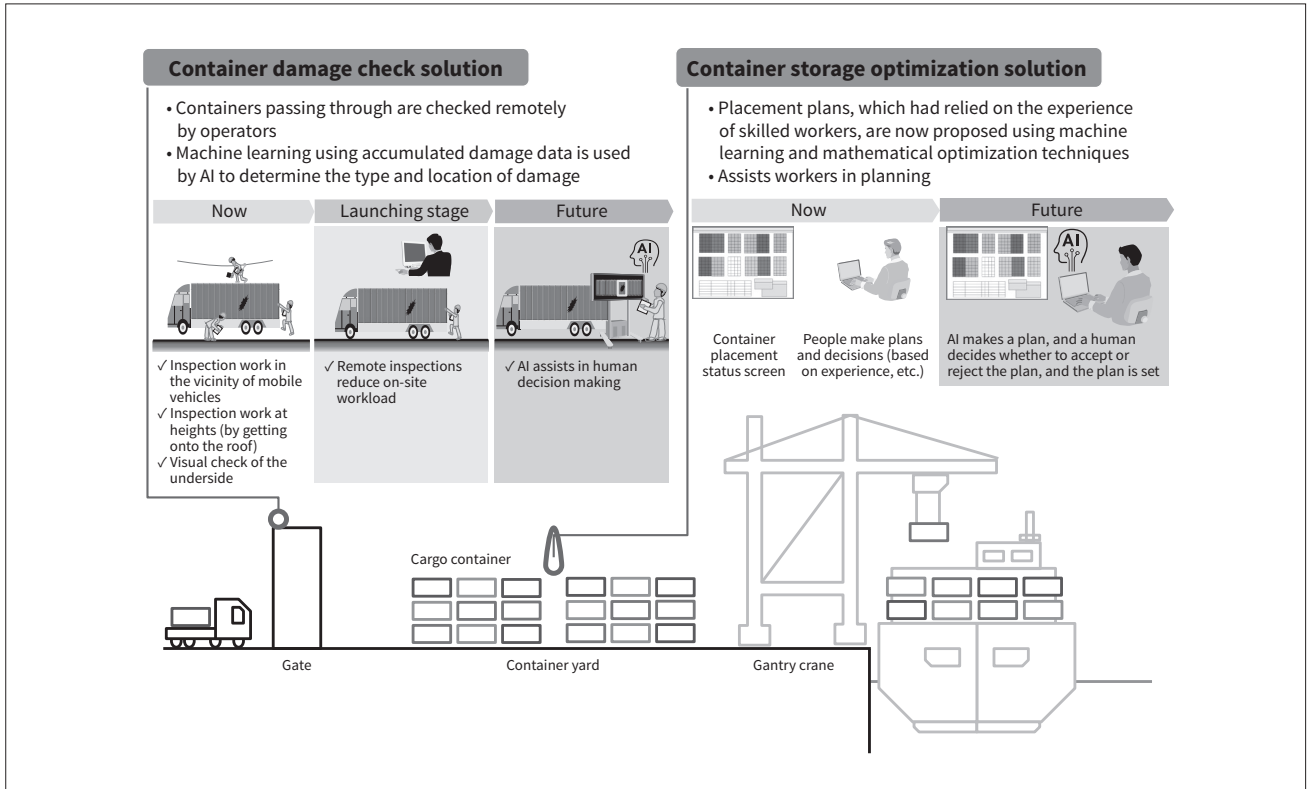 Container damage check solution
• Containers passing through are checked remotely
by operators
• Machine learning using accumulated damage data is used
by AI to determine the type and location of damage
Now
Launching stage
Future
AI
✓ Inspection work in
the vicinity of mobile
vehicles
✓ Inspection work at
heights (by getting
onto the roof)
✓ Visual check of the
underside
✓ Remote inspections
reduce on-site
workload
✓ AI assists in human
decision making
Container storage optimization solution
• Placement plans, which had relied on the experience
of skilled workers, are now proposed using machine
learning and mathematical optimization techniques
• Assists workers in planning
Now
Future
AI
Container
placement
status screen
People make plans
and decisions (based
on experience, etc.)
AI makes a plan, and a human
decides whether to accept or
reject the plan, and the plan is set
Cargo container
Gate
Container yard
Gantry crane